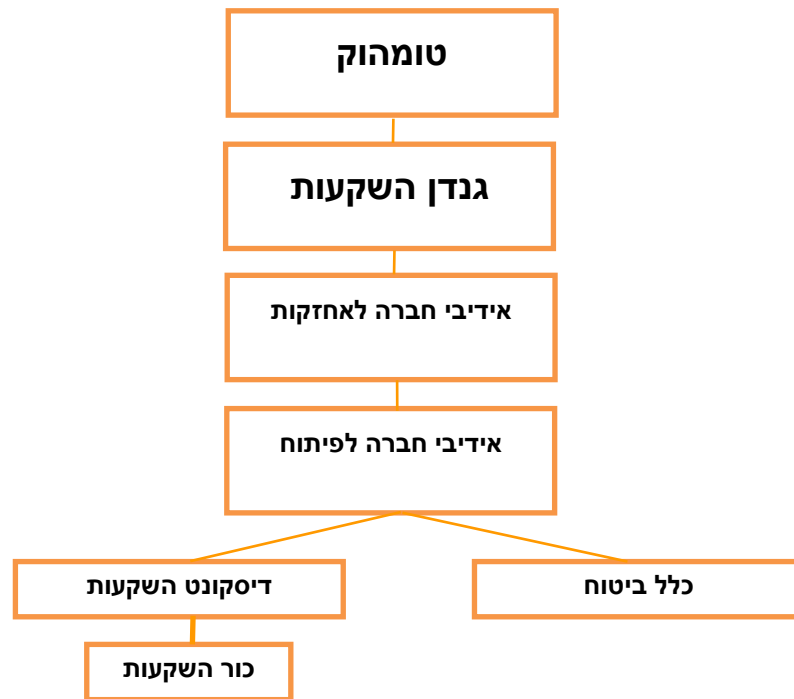 טומהוק
גנדן השקעות
אידיבי חברה לאחזקות
אידיבי חברה לפיתוח
דיסקונט השקעות
כלל ביטוח
כור השקעות